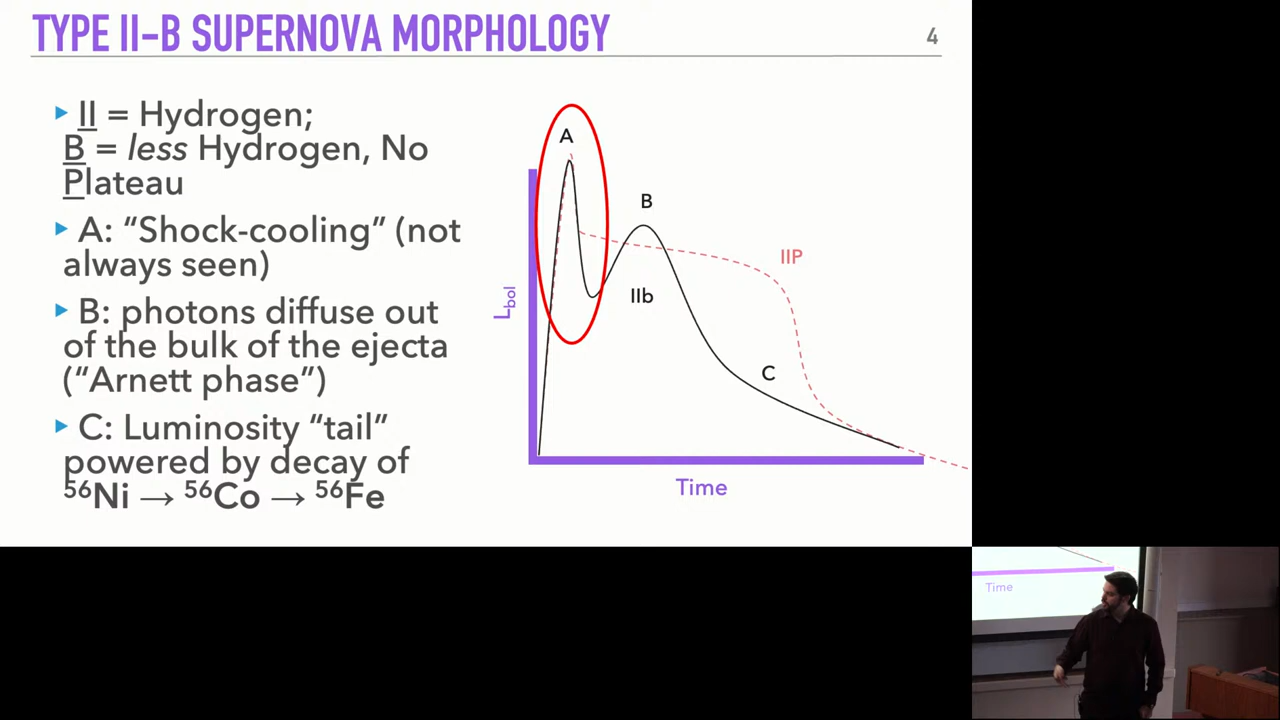 TYPE II-B SUPERNOVA MORPHOLOGY
4
II = Hydrogen;
B = less Hydrogen, No
Plateau
A: “Shock-cooling” (not
always seen)
B: photons diffuse out
of the bulk of the ejecta
(“Arnett phase”)
C: Luminosity “tail”
powered by decay of
⁵⁶Ni → ⁵⁶Co → ⁵⁶Fe
A
B
IIP
IIb
Lbol
C
Time
Time